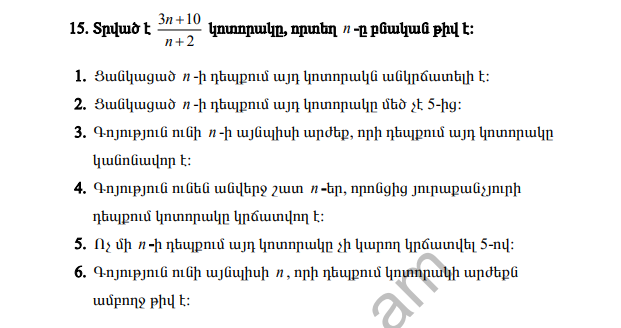 15. Տրված է (3n+10)/(n+2) կոտորակը, որտեղ n-ը բնական թիվ է:
1. Ցանկացած n-ի դեպքում այդ կոտորակն անկրճատելի է:
2. Ցանկացած n-ի դեպքում այդ կոտորակը մեծ չէ 5-ից:
3. Գոյություն ունի n-ի այնպիսի արժեք, որի դեպքում այդ կոտորակը
կանոնավոր է:
4. Գոյություն ունեն անվերջ շատ n-եր, որոնցից յուրաքանչյուրի
դեպքում կոտորակը կրճատվող է:
5. Ոչ մի n-ի դեպքում այդ կոտորակը չի կարող կրճատվել 5-ով:
6. Գոյություն ունի այնպիսի n, որի դեպքում կոտորակի արժեքն
ամբողջ թիվ է:
am